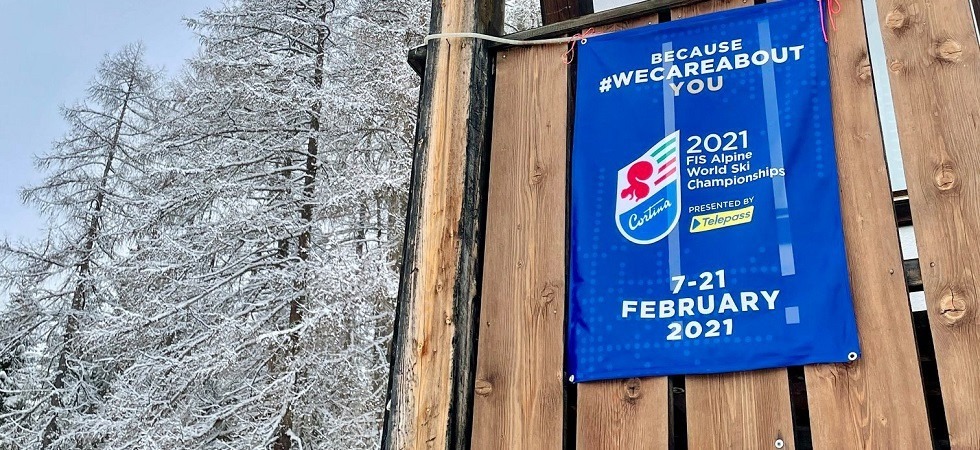 BECAUSE
#WECAREABOUT
YOU
2021
FIS Alpine
World Ski
Championships
Cortina
PRESENTED BY
Telepass
7-21
FEBRUARY
2021